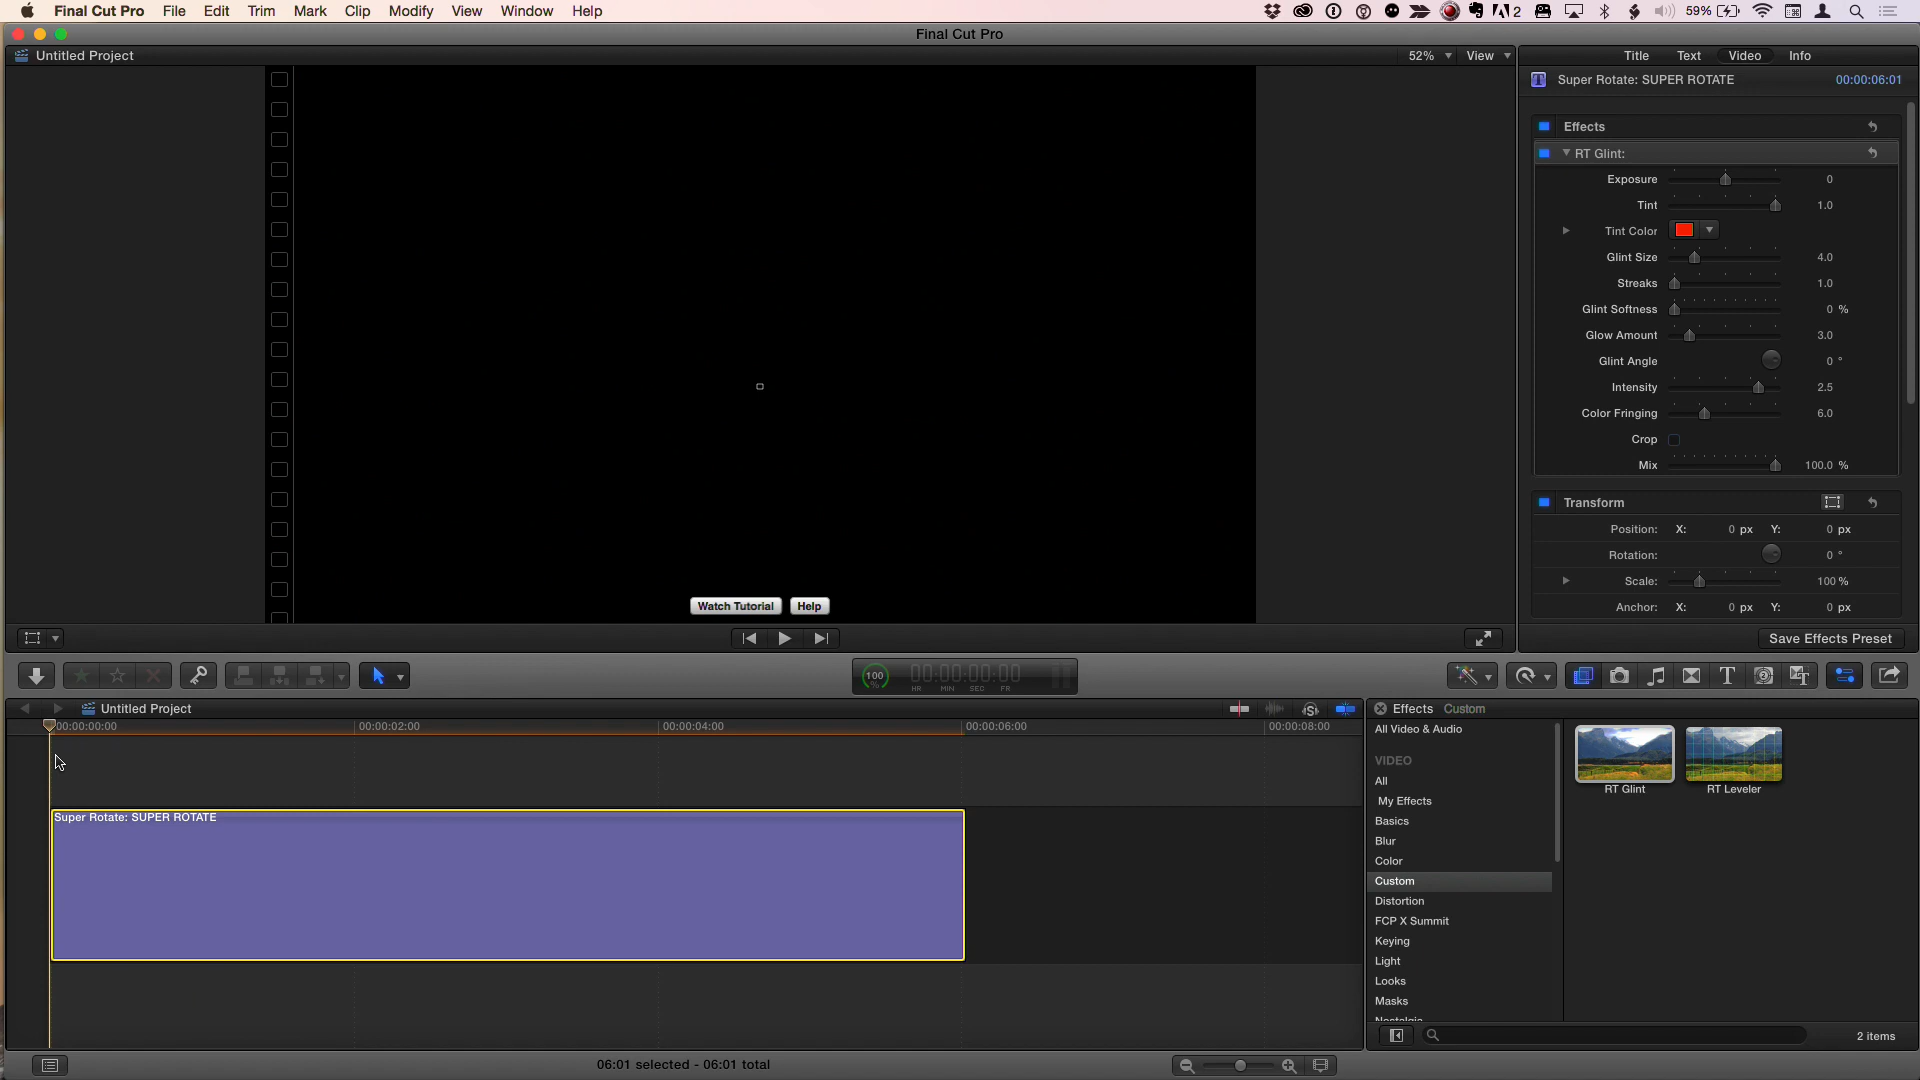 Final Cut Pro File Edit Trim Mark Clip Modify View Window Help 2 59%
Final Cut Pro
Untitled Project 52% View
Title Text Video Info
Super Rotate: SUPER ROTATE 00:00:06:01
Effects
RT Glint:
Exposure 0
Tint 1.0
Tint Color
Glint Size 4.0
Streaks 1.0
Glint Softness 0 %
Glow Amount 3.0
Glint Angle 0 °
Intensity 2.5
Color Fringing 6.0
Crop
Mix 100.0 %
Transform
Position: X: 0 px Y: 0 px
Rotation: 0 °
Scale: 100 %
Anchor: X: 0 px Y: 0 px
Watch Tutorial Help
Save Effects Preset
100 % 00:00:00:00
HR MIN SEC FR
Untitled Project
00:00:00:00 00:00:02:00 00:00:04:00 00:00:06:00 00:00:08:00
Super Rotate: SUPER ROTATE
Effects Custom
All Video & Audio
VIDEO
All
My Effects
Basics
Blur
Color
Custom
Distortion
FCP X Summit
Keying
Light
Looks
Masks
Nostalgia
RT Glint RT Leveler
2 items
06:01 selected - 06:01 total